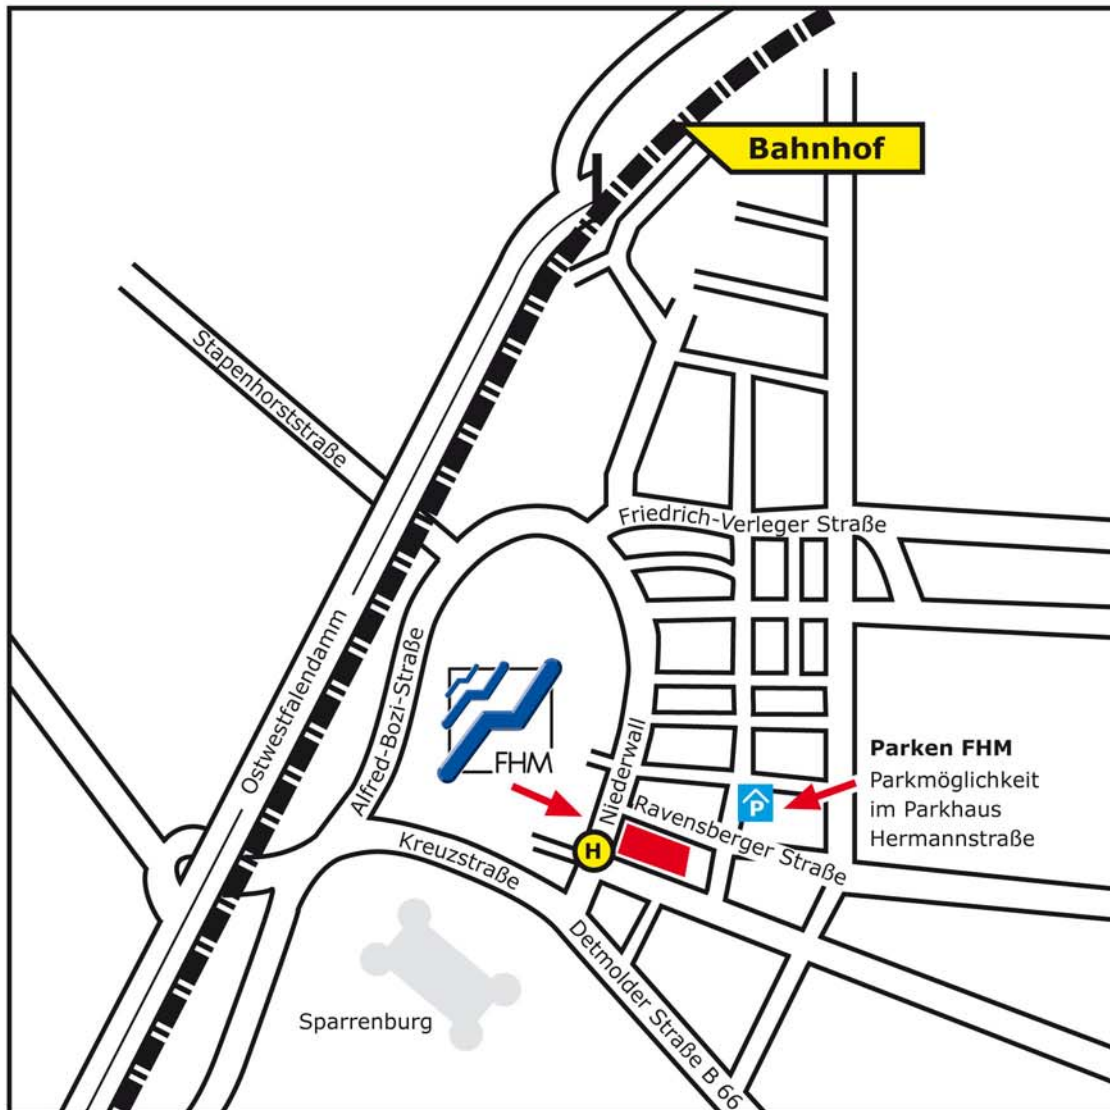 Bahnhof
Stapenhorststraße
Friedrich-Verleger Straße
Ostwestfalendamm
Alfred-Bozi-Straße
FHM
Niederwall
Parken FHM
Parkmöglichkeit
im Parkhaus
Hermannstraße
P
Ravensberger Straße
H
Kreuzstraße
Detmolder Straße B 66
Sparrenburg